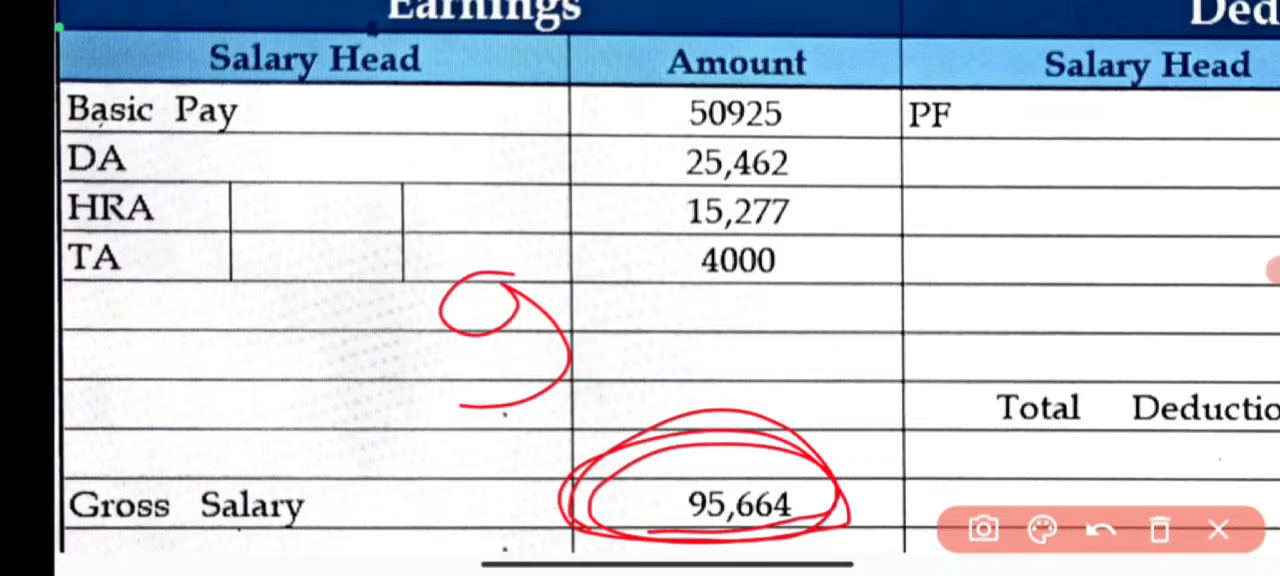 Earnings Ded
Salary Head Amount Salary Head
Basic Pay 50925 PF
DA 25,462
HRA 15,277
TA 4000
9
Total Deductio
Gross Salary 95,664